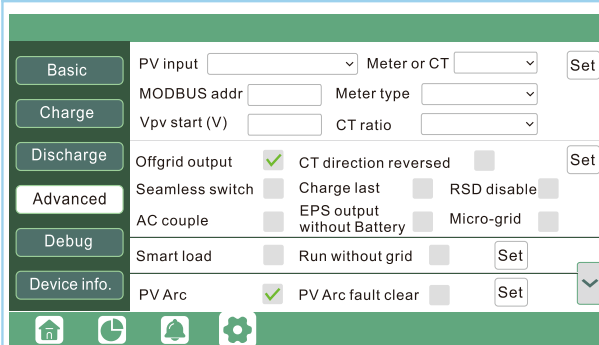 Basic
Charge
Discharge
Advanced
Debug
Device info.
PV input Meter or CT Set
MODBUS addr Meter type
Vpv start (V) CT ratio
Offgrid output CT direction reversed Set
Seamless switch Charge last RSD disable
AC couple EPS output without Battery Micro-grid
Smart load Run without grid Set
PV Arc PV Arc fault clear Set